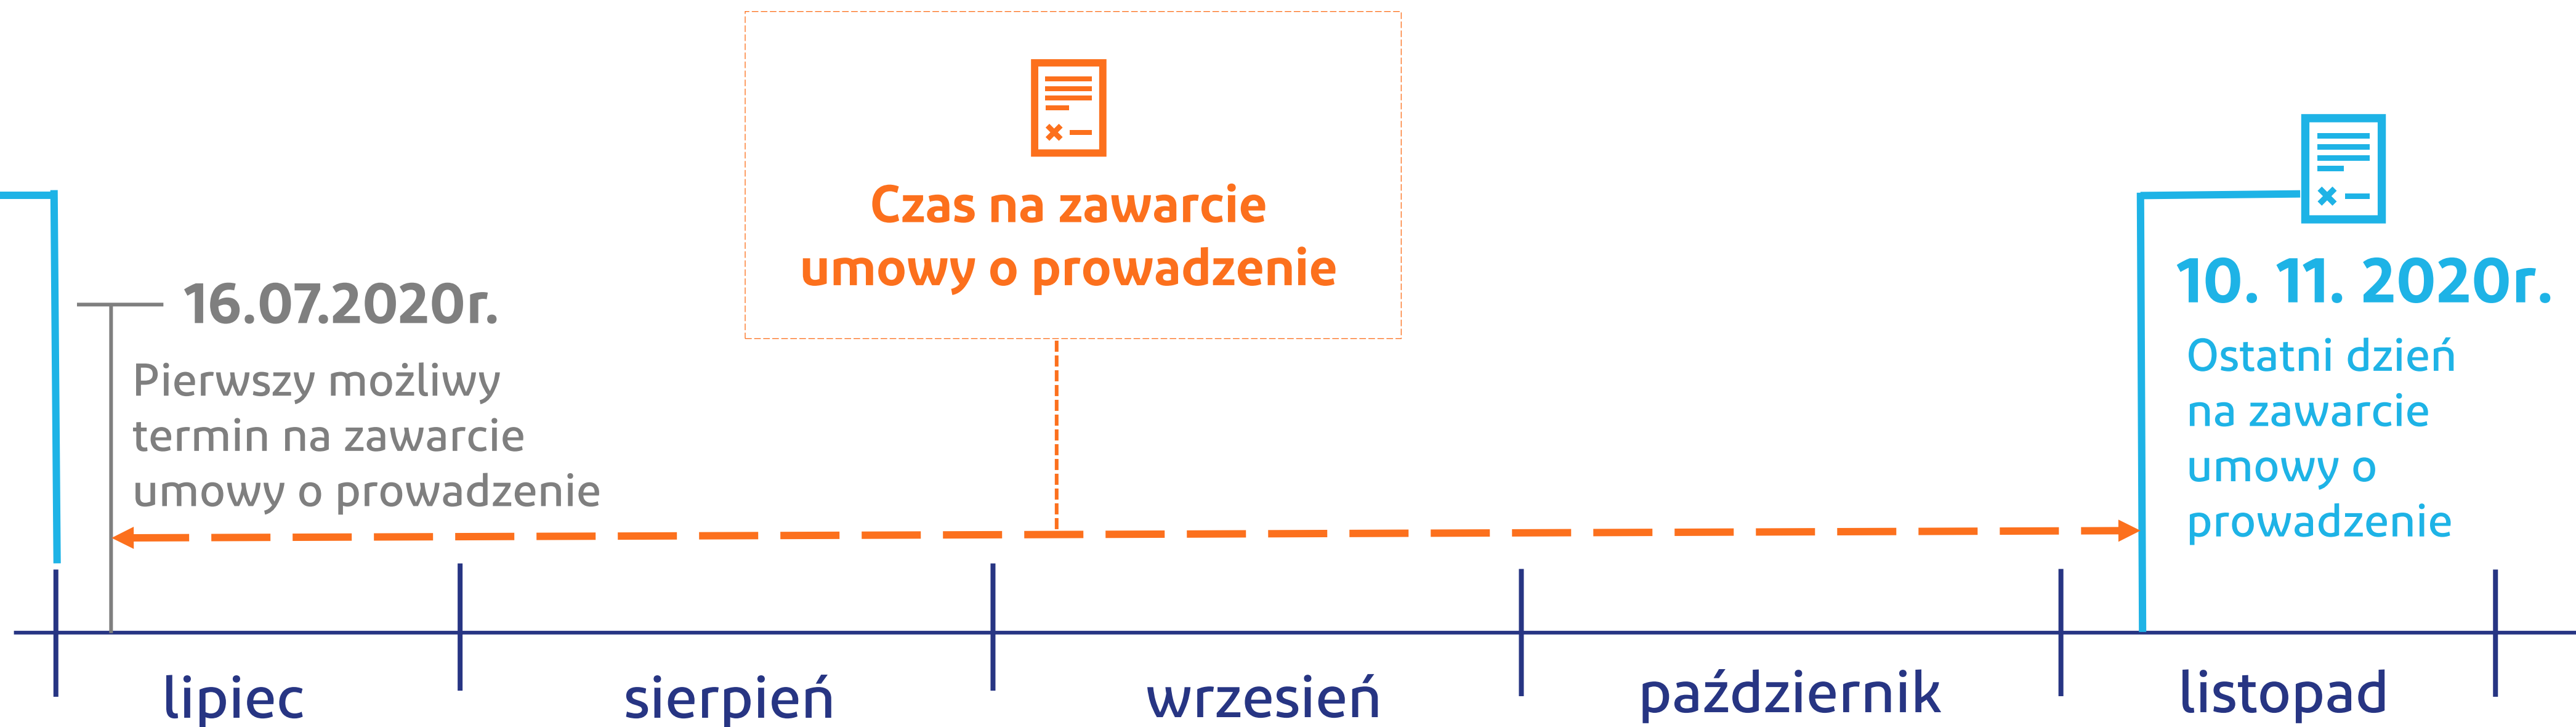 Czas na zawarcie
umowy o prowadzenie
16.07.2020r.
Pierwszy możliwy
termin na zawarcie
umowy o prowadzenie
10. 11. 2020r.
Ostatni dzień
na zawarcie
umowy o
prowadzenie
lipiec
sierpień
wrzesień
październik
listopad